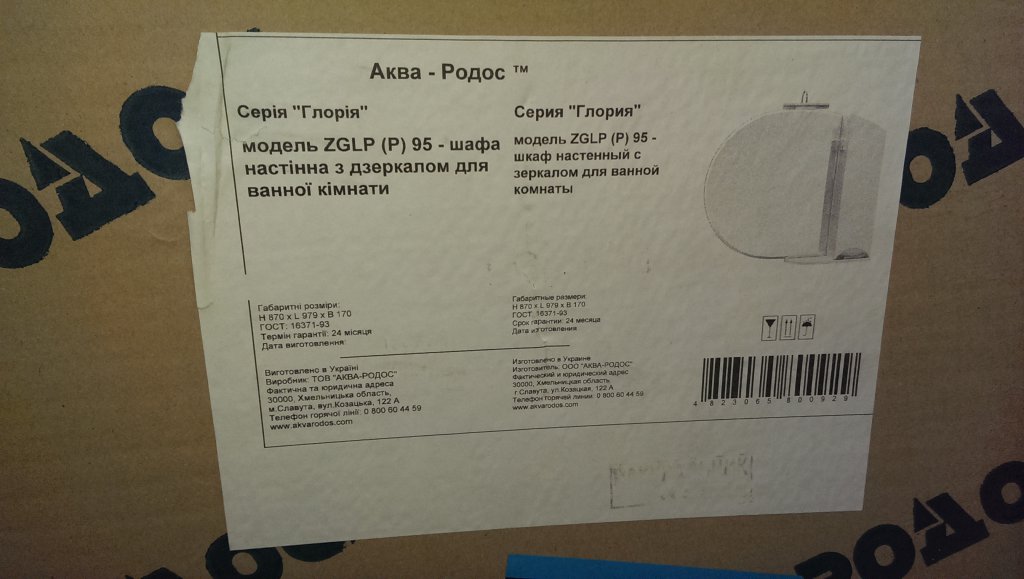 Аква - Родос ™
Серія "Глорія"
модель ZGLP (P) 95 - шафа
настінна з дзеркалом для
ванної кімнати
Серия "Глория"
модель ZGLP (P) 95 -
шкаф настенный с
зеркалом для ванной
комнаты
Габаритні розміри:
H 870 x L 979 x B 170
ГОСТ: 16371-93
Термін гарантії: 24 місяця
Дата виготовлення:
Габаритные размери
H 870 x L 979 x B 170
ГОСТ: 16371-93
Срок гарантии: 24 месяца
Дата изготовления
Виготовлено в Україні
Виробник: ТОВ "АКВА-РОДОС"
Фактична та юридична адреса
30000, Хмельницька область,
м.Славута, вул.Козацька, 122 А
Телефон горячої лінії: 0 800 60 44 59
www.akvarodos.com
Изготовлено в Украине
Изготовитель: ООО "АКВА-РОДОС"
Фактический и юридический адрес
30000, Хмельницкая область,
г.Славута, ул.Козацкая, 122 А
Телефон горячей линии: 0 800 60 44 59
www.akvarodos.com
4 823065 800929
РОДОС